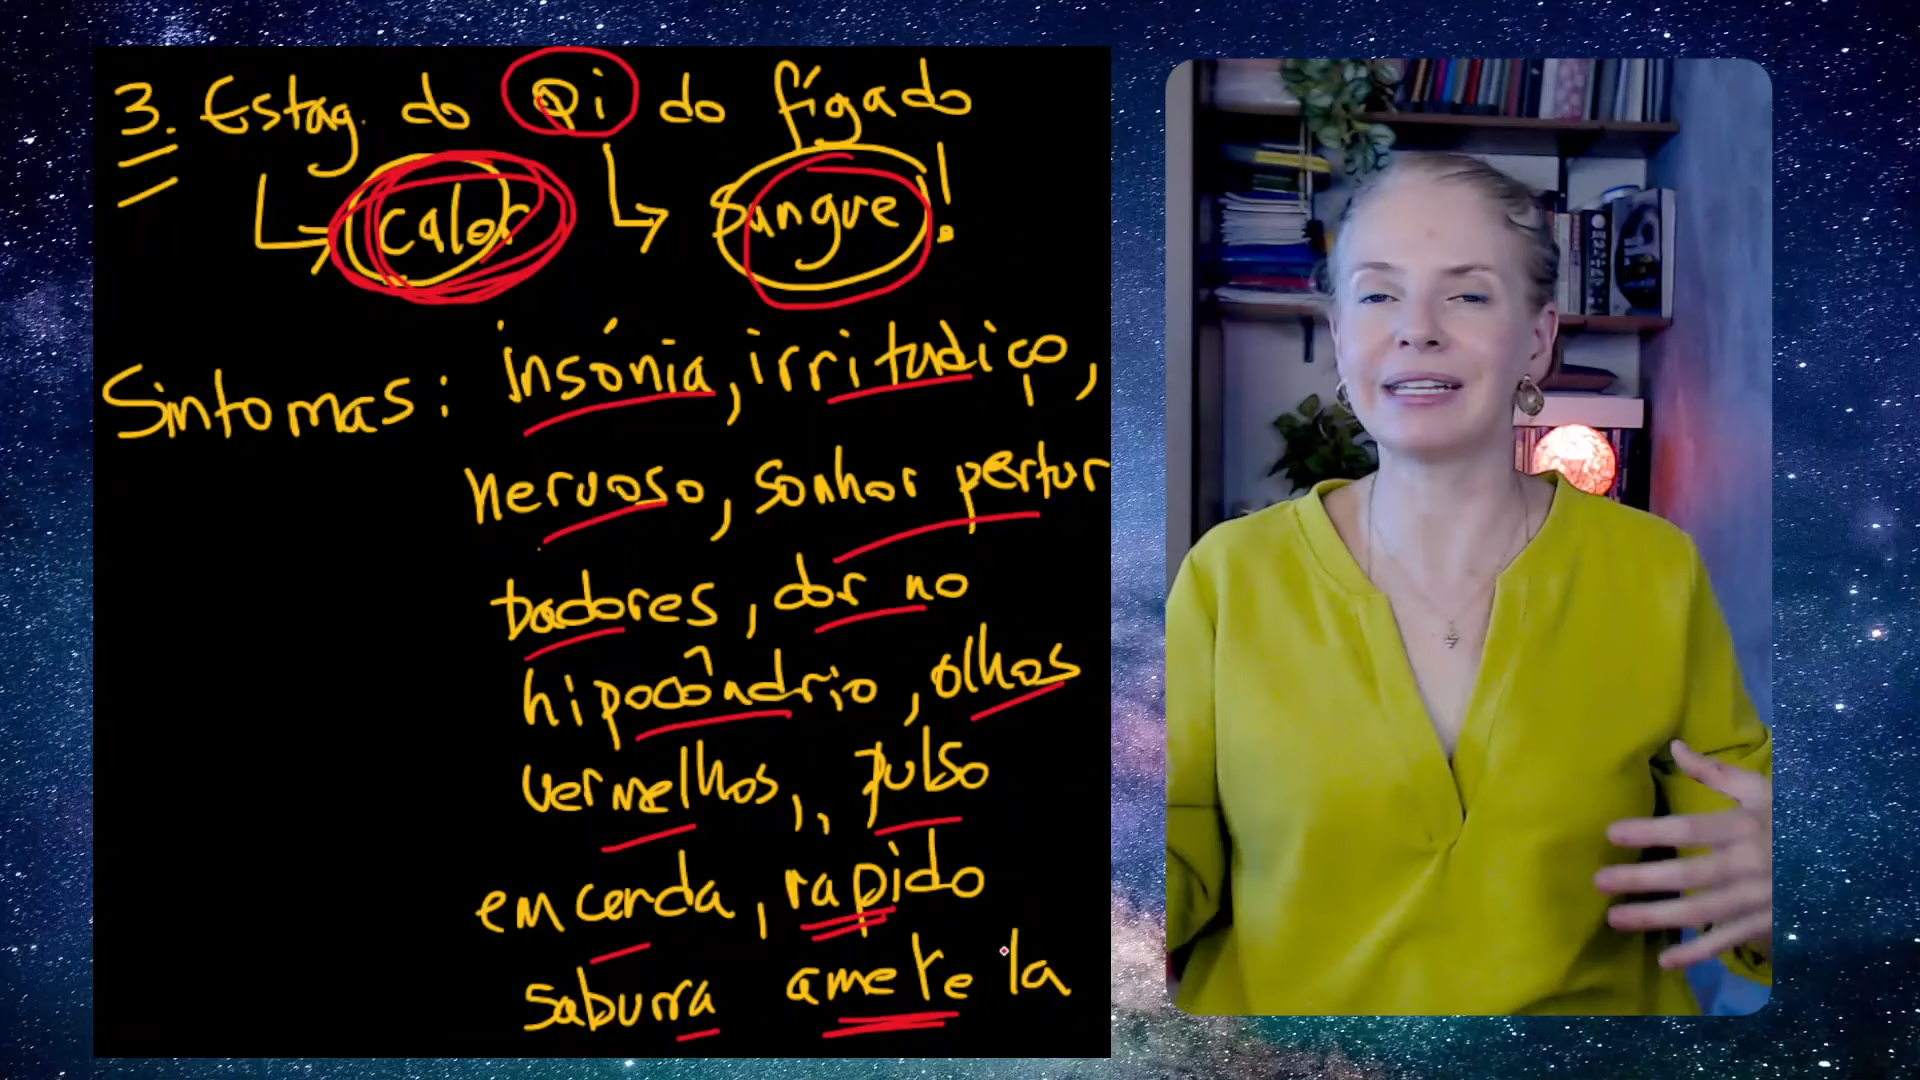 3. Estag. do Qi do fígado
calor sangue!
Sintomas: insónia, irritadiço,
nervoso, sonhor pertur
badores, dor no
hipocôndrio, olhos
vermelhos, pulso
em corda, rapido
saburra amarela